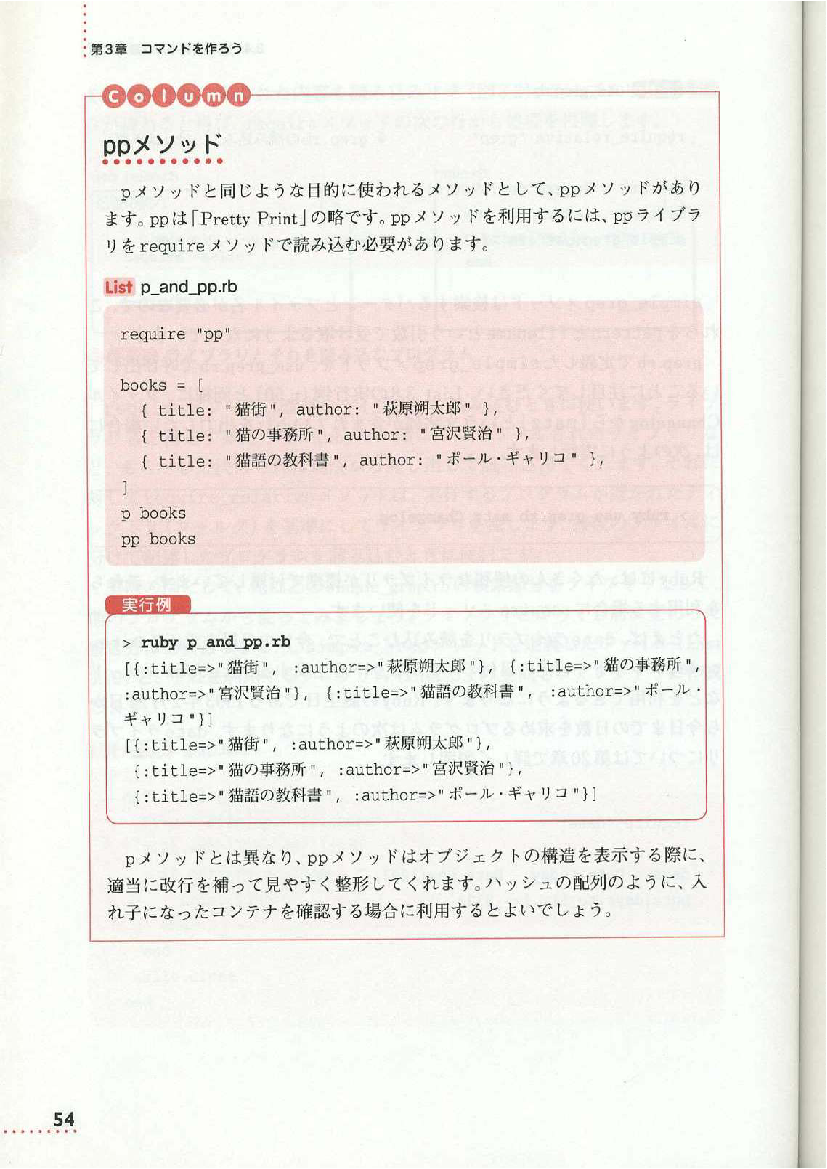 第3章 コマンドを作ろう
Column
ppメソッド
pメソッドと同じような目的に使われるメソッドとして、ppメソッドがあり
ます。ppは「Pretty Print」の略です。ppメソッドを利用するには、ppライブラ
リをrequireメソッドで読み込む必要があります。
List p_and_pp.rb
require "pp"
books = [
{ title: "猫街", author: "萩原朔太郎" },
{ title: "猫の事務所", author: "宮沢賢治" },
{ title: "猫語の教科書", author: "ポール・ギャリコ" },
]
p books
pp books
実行例
> ruby p_and_pp.rb
[{:title=>"猫街", :author=>"萩原朔太郎"}, {:title=>"猫の事務所",
:author=>"宮沢賢治"}, {:title=>"猫語の教科書", :author=>"ポール・
ギャリコ"}]
[{:title=>"猫街", :author=>"萩原朔太郎"},
{:title=>"猫の事務所", :author=>"宮沢賢治"},
{:title=>"猫語の教科書", :author=>"ポール・ギャリコ"}]
pメソッドとは異なり、ppメソッドはオブジェクトの構造を表示する際に、
適当に改行を補って見やすく整形してくれます。ハッシュの配列のように、入
れ子になったコンテナを確認する場合に利用するとよいでしょう。
54